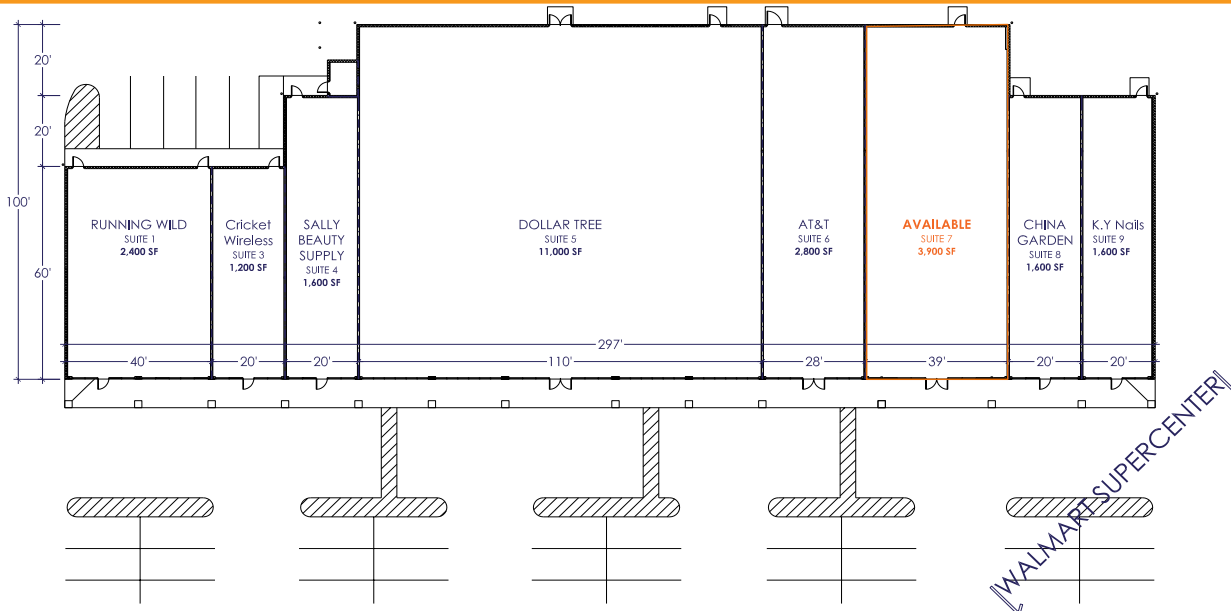 20'
20'
100'
60'
RUNNING WILD
SUITE 1
2,400 SF
Cricket
Wireless
SUITE 3
1,200 SF
SALLY
BEAUTY
SUPPLY
SUITE 4
1,600 SF
DOLLAR TREE
SUITE 5
11,000 SF
AT&T
SUITE 6
2,800 SF
AVAILABLE
SUITE 7
3,900 SF
CHINA
GARDEN
SUITE 8
1,600 SF
K.Y Nails
SUITE 9
1,600 SF
297'
40'
20'
20'
110'
28'
39'
20'
20'
WALMART SUPERCENTER